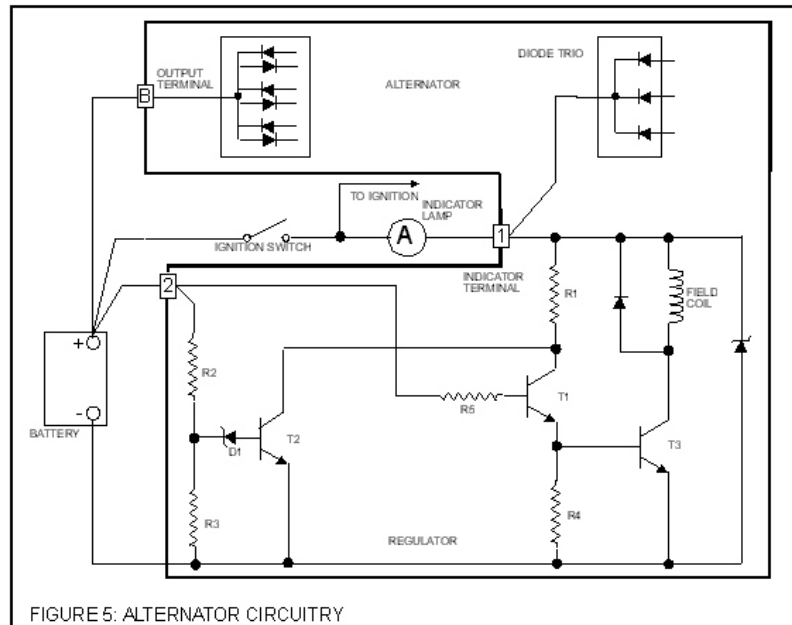 OUTPUT
TERMINAL
B
ALTERNATOR
DIODE TRIO
TO IGNITION
INDICATOR
LAMP
A
1
IGNITION SWITCH
INDICATOR
TERMINAL
2
R1
FIELD
COIL
+
-
BATTERY
R2
R5
T1
D1
T2
T3
R3
R4
REGULATOR
FIGURE 5: ALTERNATOR CIRCUITRY